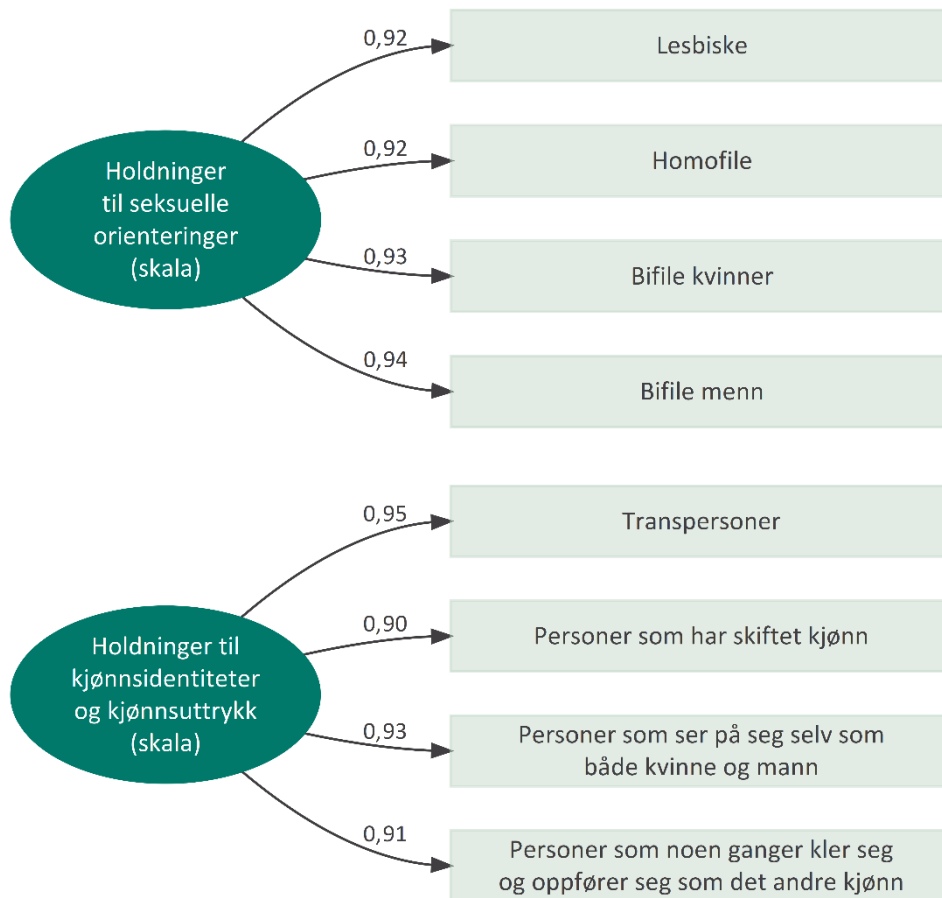 Holdninger
til seksuelle
orienteringer
(skala)
0,92
Lesbiske
0,92
Homofile
0,93
Bifile kvinner
0,94
Bifile menn
Holdninger til
kjønnsidentiteter
og kjønnsuttrykk
(skala)
0,95
Transpersoner
0,90
Personer som har skiftet kjønn
0,93
Personer som ser på seg selv som
både kvinne og mann
0,91
Personer som noen ganger kler seg
og oppfører seg som det andre kjønn